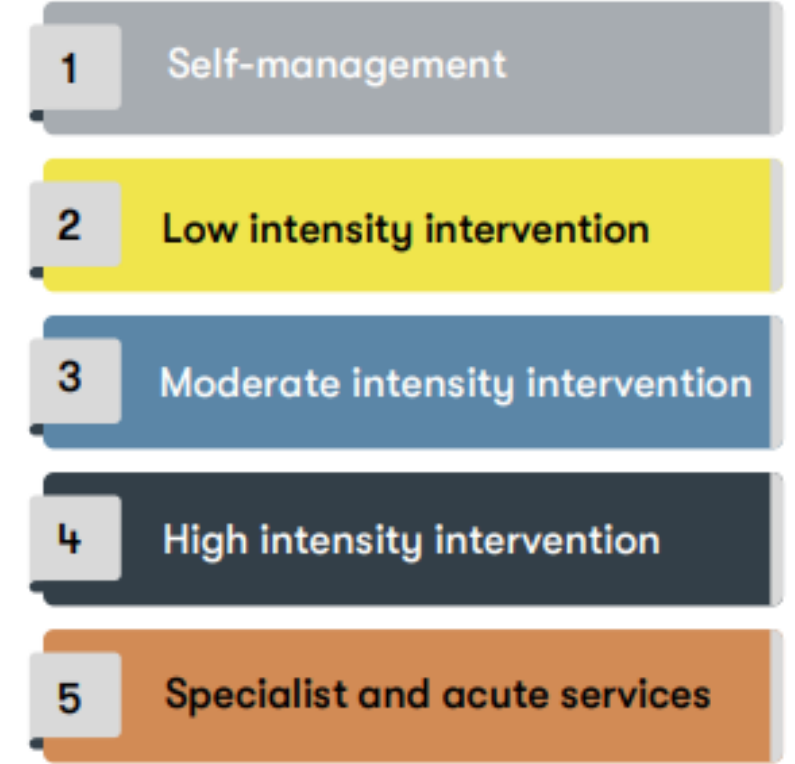 1 Self-management
2 Low intensity intervention
3 Moderate intensity intervention
4 High intensity intervention
5 Specialist and acute services